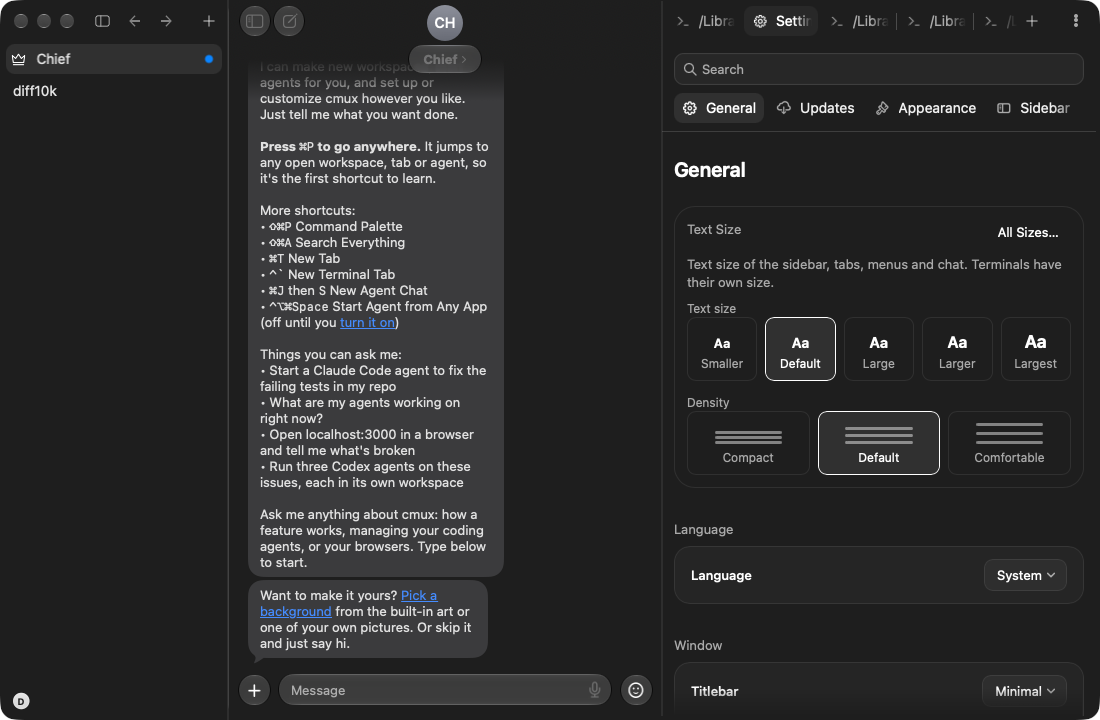 Chief
diff10k
D
CH
Chief ›
I can make new workspac
agents for you, and set up or
customize cmux however you like.
Just tell me what you want done.
Press ⌘P to go anywhere. It jumps to
any open workspace, tab or agent, so
it's the first shortcut to learn.
More shortcuts:
• ⇧⌘P Command Palette
• ⇧⌘A Search Everything
• ⌘T New Tab
• ^` New Terminal Tab
• ⌘J then S New Agent Chat
• ^⌥⌘Space Start Agent from Any App
(off until you turn it on)
Things you can ask me:
• Start a Claude Code agent to fix the
failing tests in my repo
• What are my agents working on
right now?
• Open localhost:3000 in a browser
and tell me what's broken
• Run three Codex agents on these
issues, each in its own workspace
Ask me anything about cmux: how a
feature works, managing your coding
agents, or your browsers. Type below
to start.
Want to make it yours? Pick a
background from the built-in art or
one of your own pictures. Or skip it
and just say hi.
Message
/Libra Settin /Libra /Libra /L
Search
General Updates Appearance Sidebar
General
Text Size All Sizes...
Text size of the sidebar, tabs, menus and chat. Terminals have
their own size.
Text size
Aa Aa Aa Aa Aa
Smaller Default Large Larger Largest
Density
Compact Default Comfortable
Language
Language System
Window
Titlebar Minimal